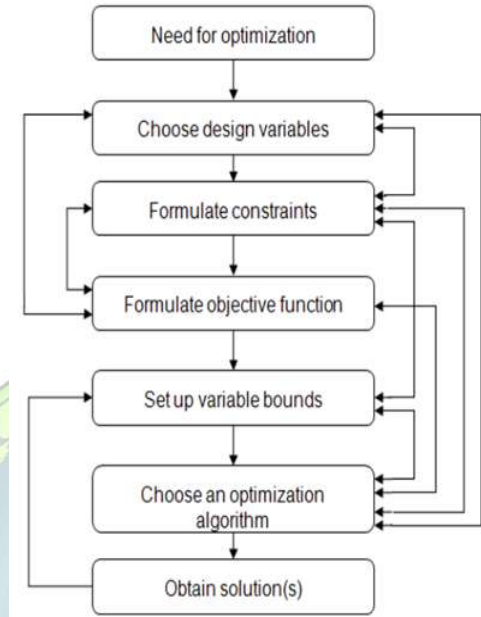 Need for optimization
Choose design variables
Formulate constraints
Formulate objective function
Set up variable bounds
Choose an optimization
algorithm
Obtain solution(s)